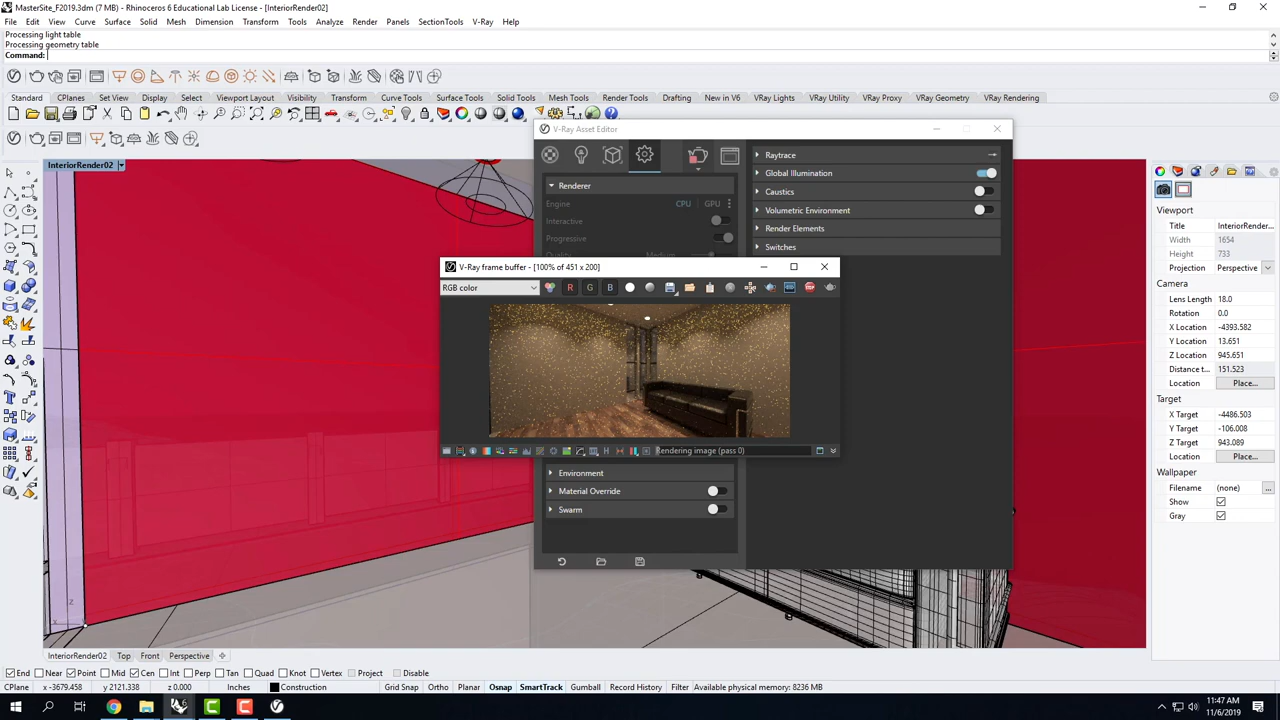 MasterSite_F2019.3dm (7 MB) - Rhinoceros 6 Educational Lab License - [InteriorRender02]
File Edit View Curve Surface Solid Mesh Dimension Transform Tools Analyze Render Panels SectionTools V-Ray Help
Processing light table
Processing geometry table
Command:
Standard CPlanes Set View Display Select Viewport Layout Visibility Transform Curve Tools Surface Tools Solid Tools Mesh Tools Render Tools Drafting New in V6 VRay Lights VRay Utility VRay Proxy VRay Geometry VRay Rendering
InteriorRender02
V-Ray Asset Editor
Renderer
Engine CPU GPU
Interactive
Progressive
Quality Medium
Raytrace
Global Illumination
Caustics
Volumetric Environment
Render Elements
Switches
V-Ray frame buffer - [100% of 451 x 200]
RGB color R G B
STOP
H Rendering image (pass 0)
Environment
Material Override
Swarm
Viewport
Title InteriorRender...
Width 1654
Height 733
Projection Perspective
Camera
Lens Length 18.0
Rotation 0.0
X Location -4393.582
Y Location 13.651
Z Location 945.651
Distance t... 151.523
Location Place...
Target
X Target -4486.503
Y Target -106.008
Z Target 943.089
Location Place...
Wallpaper
Filename (none) ...
Show
Gray
z
x
InteriorRender02 Top Front Perspective
End Near Point Mid Cen Int Perp Tan Quad Knot Vertex Project Disable
CPlane x -3679.458 y 2121.338 z 0.000 Inches Construction Grid Snap Ortho Planar Osnap SmartTrack Gumball Record History Filter Available physical memory: 8236 MB
11:47 AM
11/6/2019